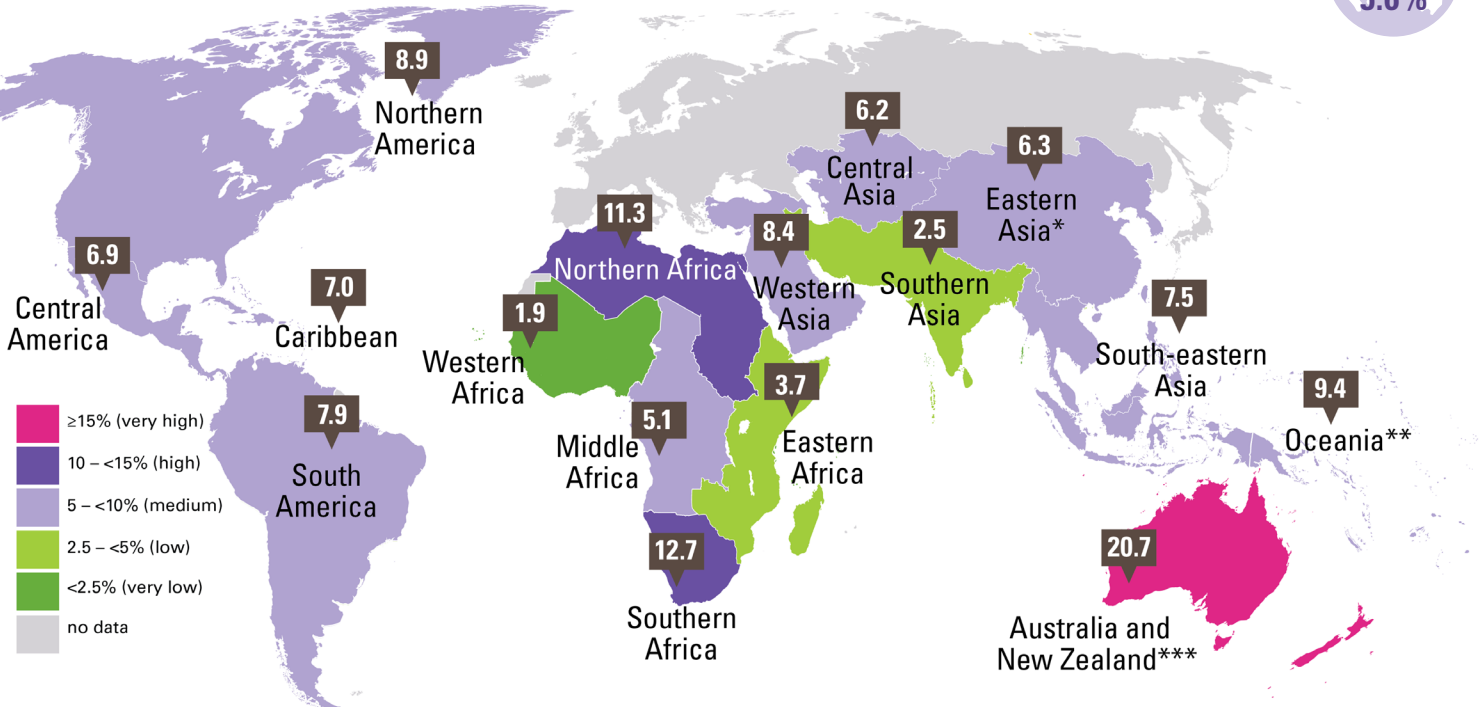 8.9
Northern
America
6.2
Central
Asia
6.3
Eastern
Asia*
11.3
Northern Africa
8.4
Western
Asia
2.5
Southern
Asia
6.9
Central
America
7.0
Caribbean
1.9
Western
Africa
7.5
South-eastern
Asia
3.7
Eastern
Africa
9.4
Oceania**
7.9
South
America
5.1
Middle
Africa
≥15% (very high)
10 – <15% (high)
5 – <10% (medium)
2.5 – <5% (low)
<2.5% (very low)
no data
12.7
Southern
Africa
20.7
Australia and
New Zealand***